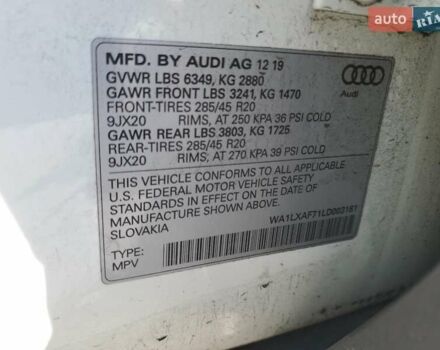 auto RIA
MFD. BY AUDI AG 12 19
GVWR LBS 6349, KG 2880
GAWR FRONT LBS 3241, KG 1470
FRONT-TIRES 285/45 R20
9JX20 RIMS, AT 250 KPA 36 PSI COLD
GAWR REAR LBS 3803, KG 1725
REAR-TIRES 285/45 R20
9JX20 RIMS, AT 270 KPA 39 PSI COLD
Audi
THIS VEHICLE CONFORMS TO ALL APPLICABLE
U.S. FEDERAL MOTOR VEHICLE SAFETY
STANDARDS IN EFFECT ON THE DATE OF
MANUFACTURE SHOWN ABOVE.
SLOVAKIA
WA1LXAF71LD003181
TYPE:
MPV